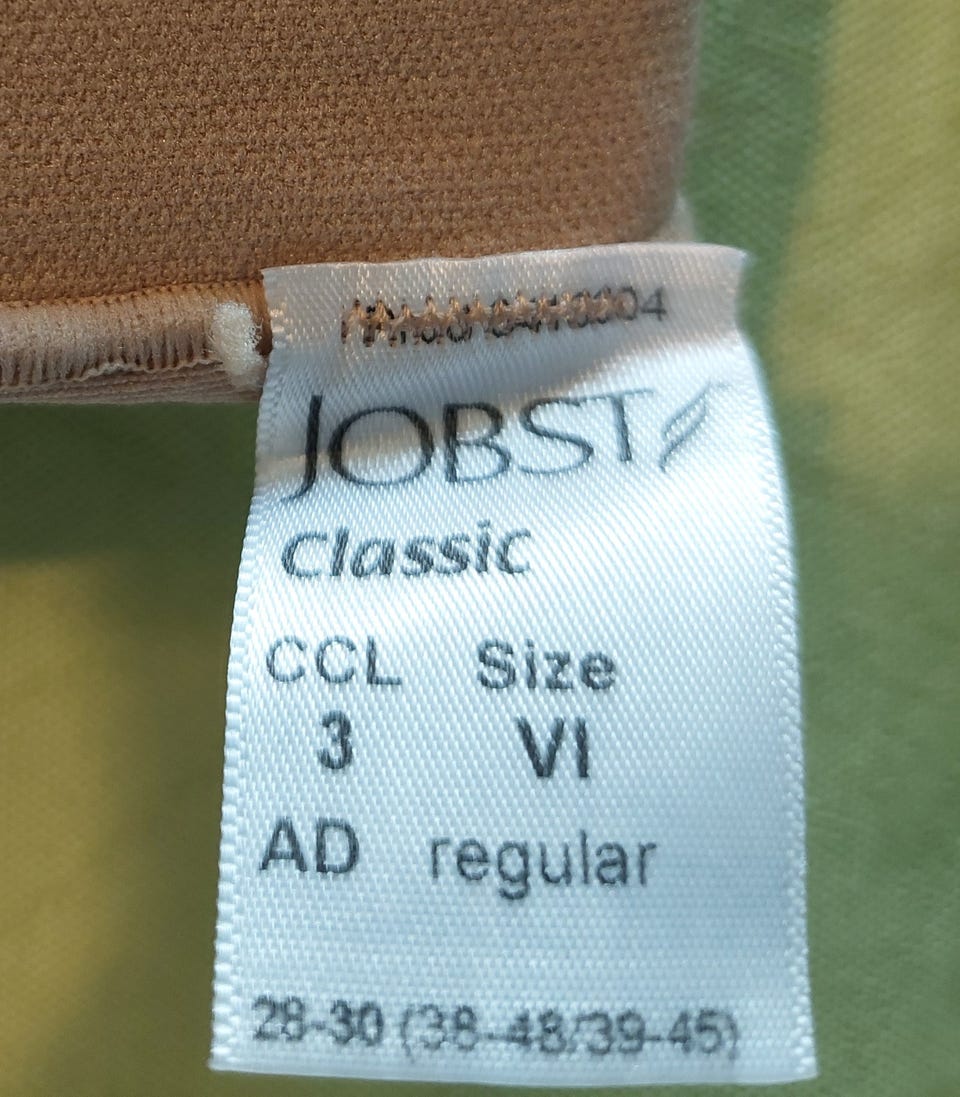 JOBST
Classic
CCL Size
3 VI
AD regular
28-30 (38-48/39-45)